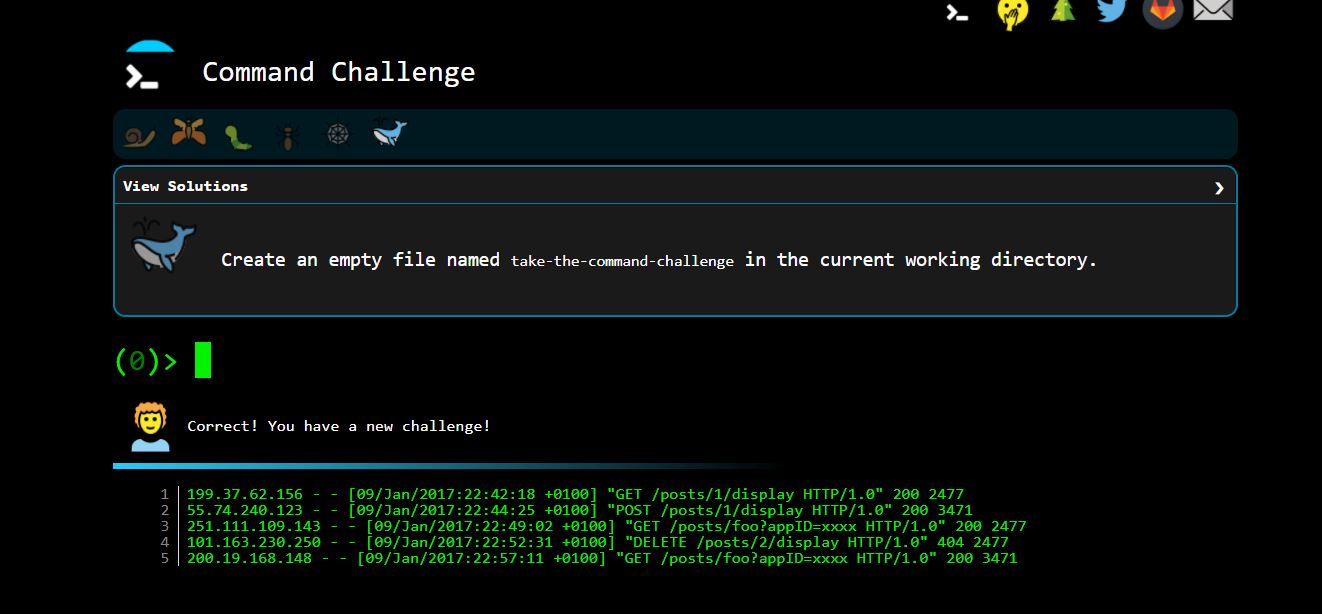 Command Challenge
View Solutions
Create an empty file named take-the-command-challenge in the current working directory.
(0)>
Correct! You have a new challenge!
1 199.37.62.156 - - [09/Jan/2017:22:42:18 +0100] "GET /posts/1/display HTTP/1.0" 200 2477
2 55.74.240.123 - - [09/Jan/2017:22:44:25 +0100] "POST /posts/1/display HTTP/1.0" 200 3471
3 251.111.109.143 - - [09/Jan/2017:22:49:02 +0100] "GET /posts/foo?appID=xxxx HTTP/1.0" 200 2477
4 101.163.230.250 - - [09/Jan/2017:22:52:31 +0100] "DELETE /posts/2/display HTTP/1.0" 404 2477
5 200.19.168.148 - - [09/Jan/2017:22:57:11 +0100] "GET /posts/foo?appID=xxxx HTTP/1.0" 200 3471